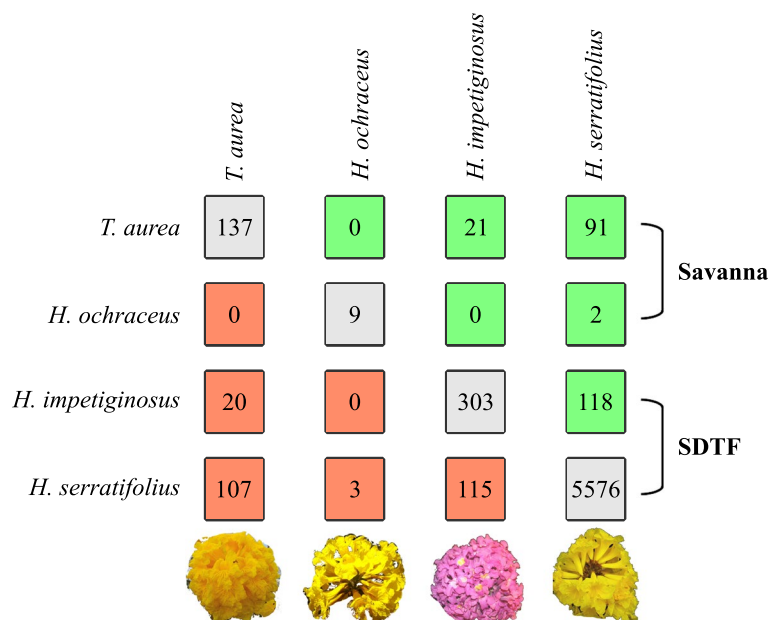 T. aurea
H. ochraceus
H. impetiginosus
H. serratifolius
T. aurea 137 0 21 91
H. ochraceus 0 9 0 2
Savanna
H. impetiginosus 20 0 303 118
H. serratifolius 107 3 115 5576
SDTF